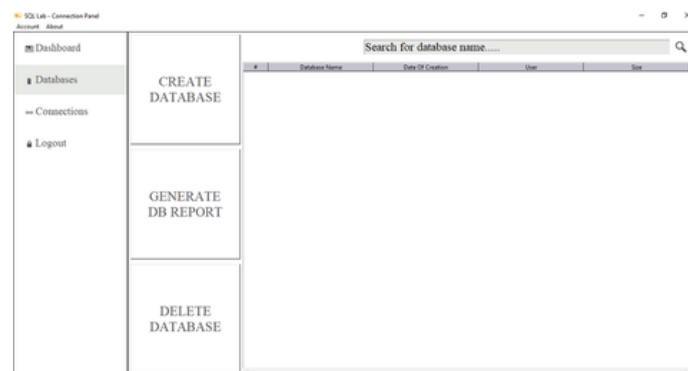 SQL Lab - Connection Panel
Account About
Dashboard
Databases
Connections
Logout
CREATE
DATABASE
GENERATE
DB REPORT
DELETE
DATABASE
Search for database name.....
# Database Name Date Of Creation User Size